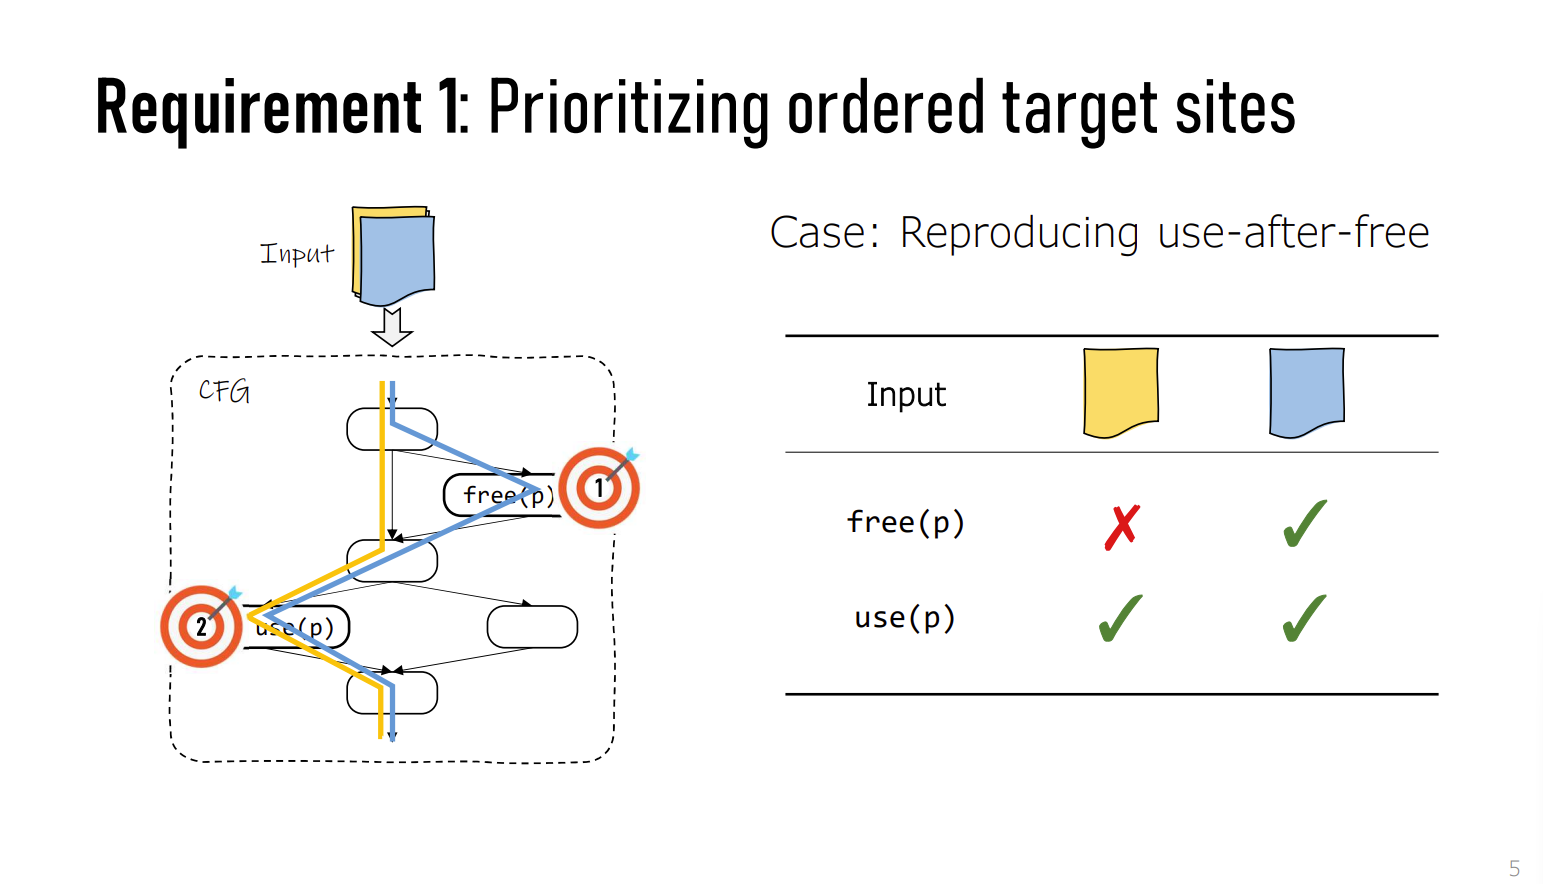 Requirement 1: Prioritizing ordered target sites
Input
Case: Reproducing use-after-free
CFG
Input
free(p)
1
free(p)
use(p)
2
use(p)
5